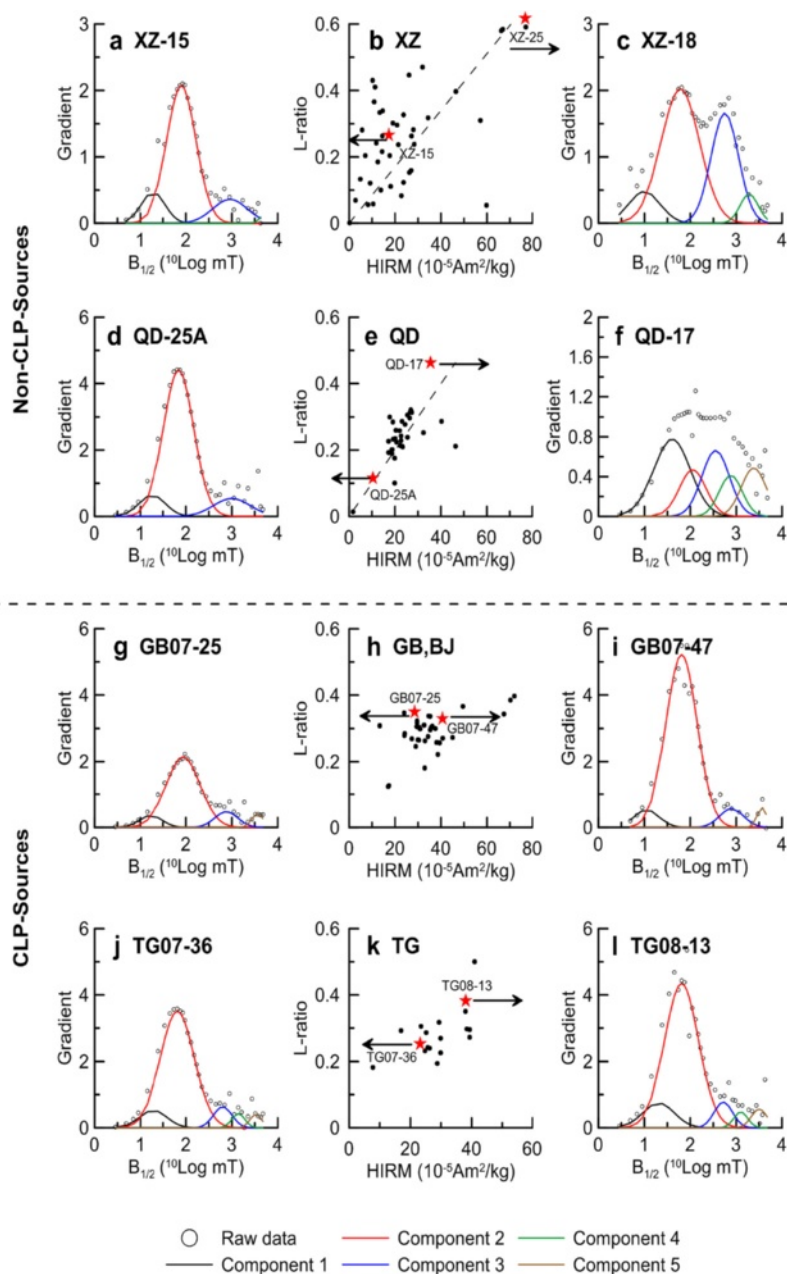 Non-CLP-Sources
a XZ-15
3
2
1
0
Gradient
0 1 2 3 4
B1/2 (10Log mT)
b XZ
0.6
0.4
0.2
0
L-ratio
XZ-25
XZ-15
0 20 40 60 80
HIRM (10-5Am2/kg)
c XZ-18
3
2
1
0
Gradient
0 1 2 3 4
B1/2 (10Log mT)
d QD-25A
6
4
2
0
Gradient
0 1 2 3 4
B1/2 (10Log mT)
e QD
0.6
0.4
0.2
0
L-ratio
QD-17
QD-25A
0 20 40 60 80
HIRM (10-5Am2/kg)
f QD-17
2
1.6
1.2
0.8
0.4
0
Gradient
0 1 2 3 4
B1/2 (10Log mT)
CLP-Sources
g GB07-25
6
4
2
0
Gradient
0 1 2 3 4
B1/2 (10Log mT)
h GB,BJ
0.6
0.4
0.2
0
L-ratio
GB07-25
GB07-47
0 20 40 60 80
HIRM (10-5Am2/kg)
i GB07-47
6
4
2
0
Gradient
0 1 2 3 4
B1/2 (10Log mT)
j TG07-36
6
4
2
0
Gradient
0 1 2 3 4
B1/2 (10Log mT)
k TG
0.6
0.4
0.2
0
L-ratio
TG08-13
TG07-36
0 20 40 60 80
HIRM (10-5Am2/kg)
l TG08-13
6
4
2
0
Gradient
0 1 2 3 4
B1/2 (10Log mT)
Raw data Component 2 Component 4
Component 1 Component 3 Component 5